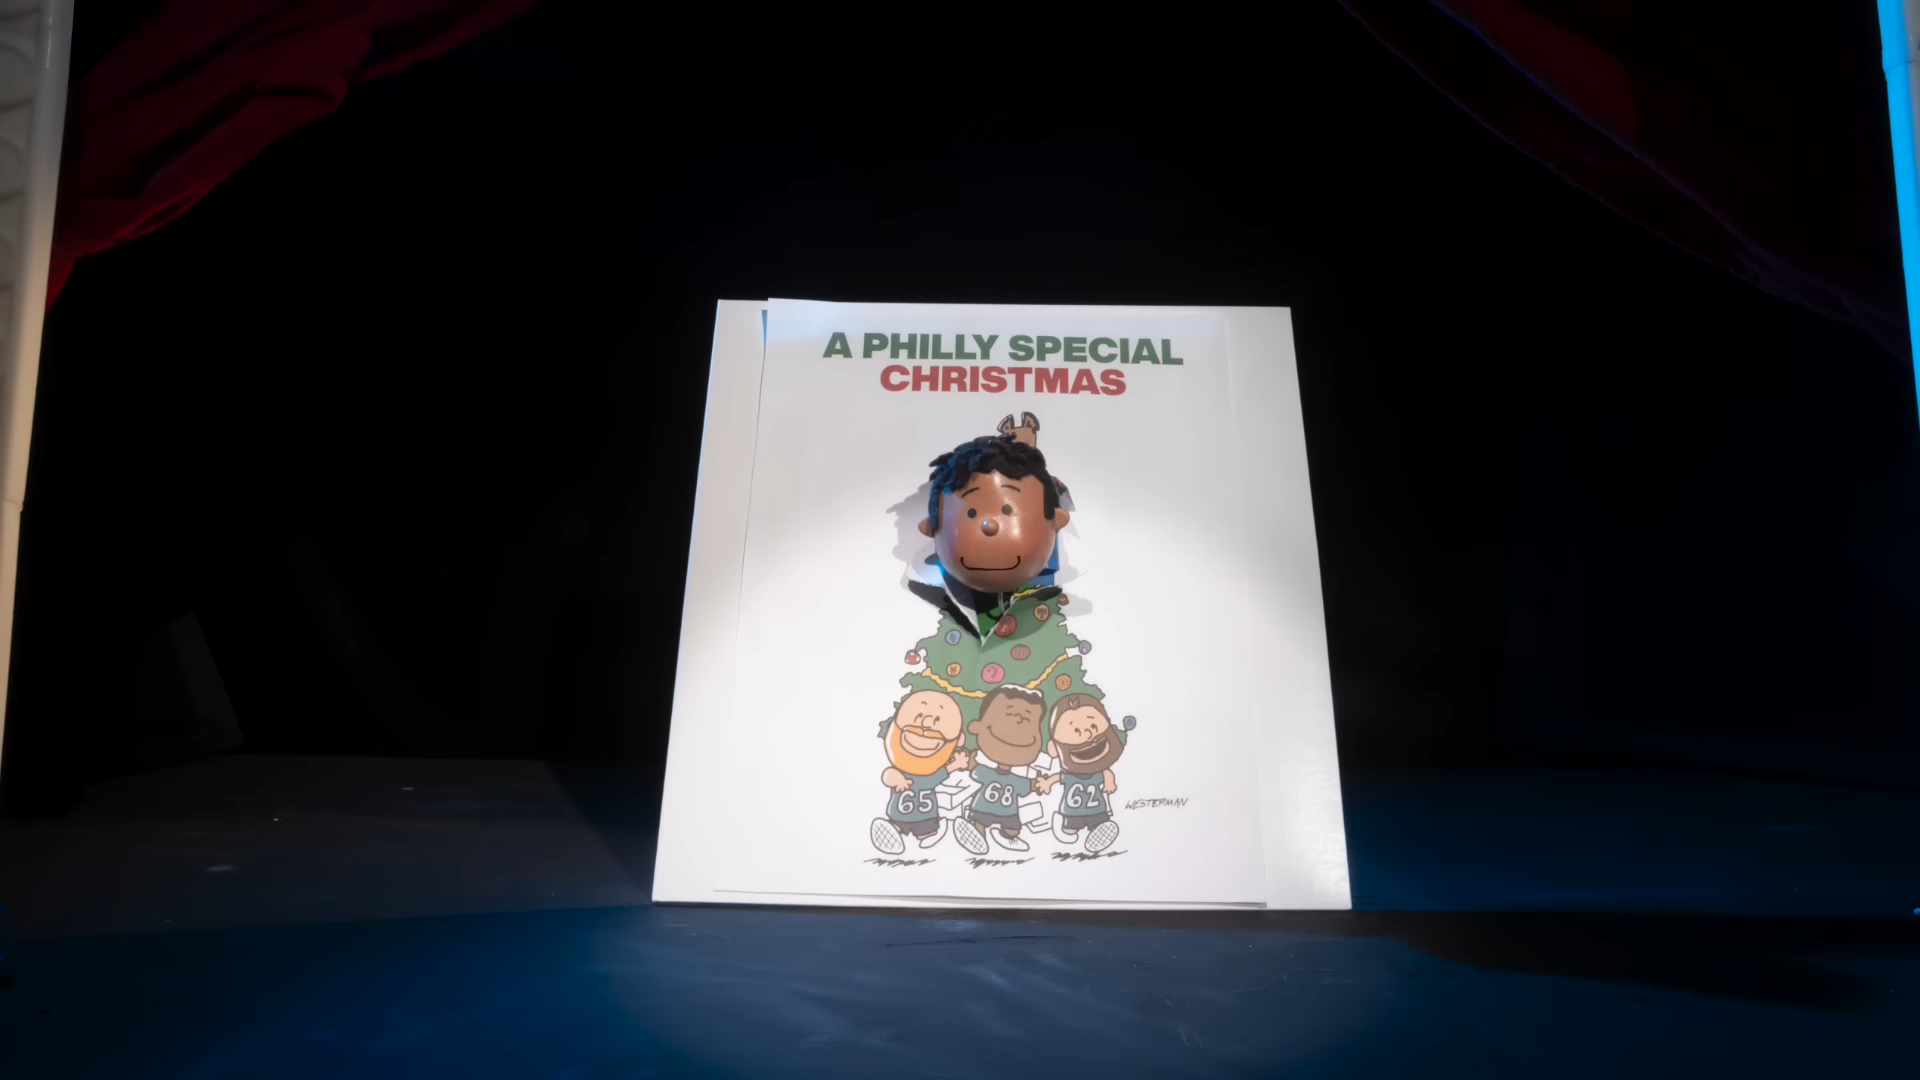 A PHILLY SPECIAL
CHRISTMAS
65
68
62
WESTERMAN